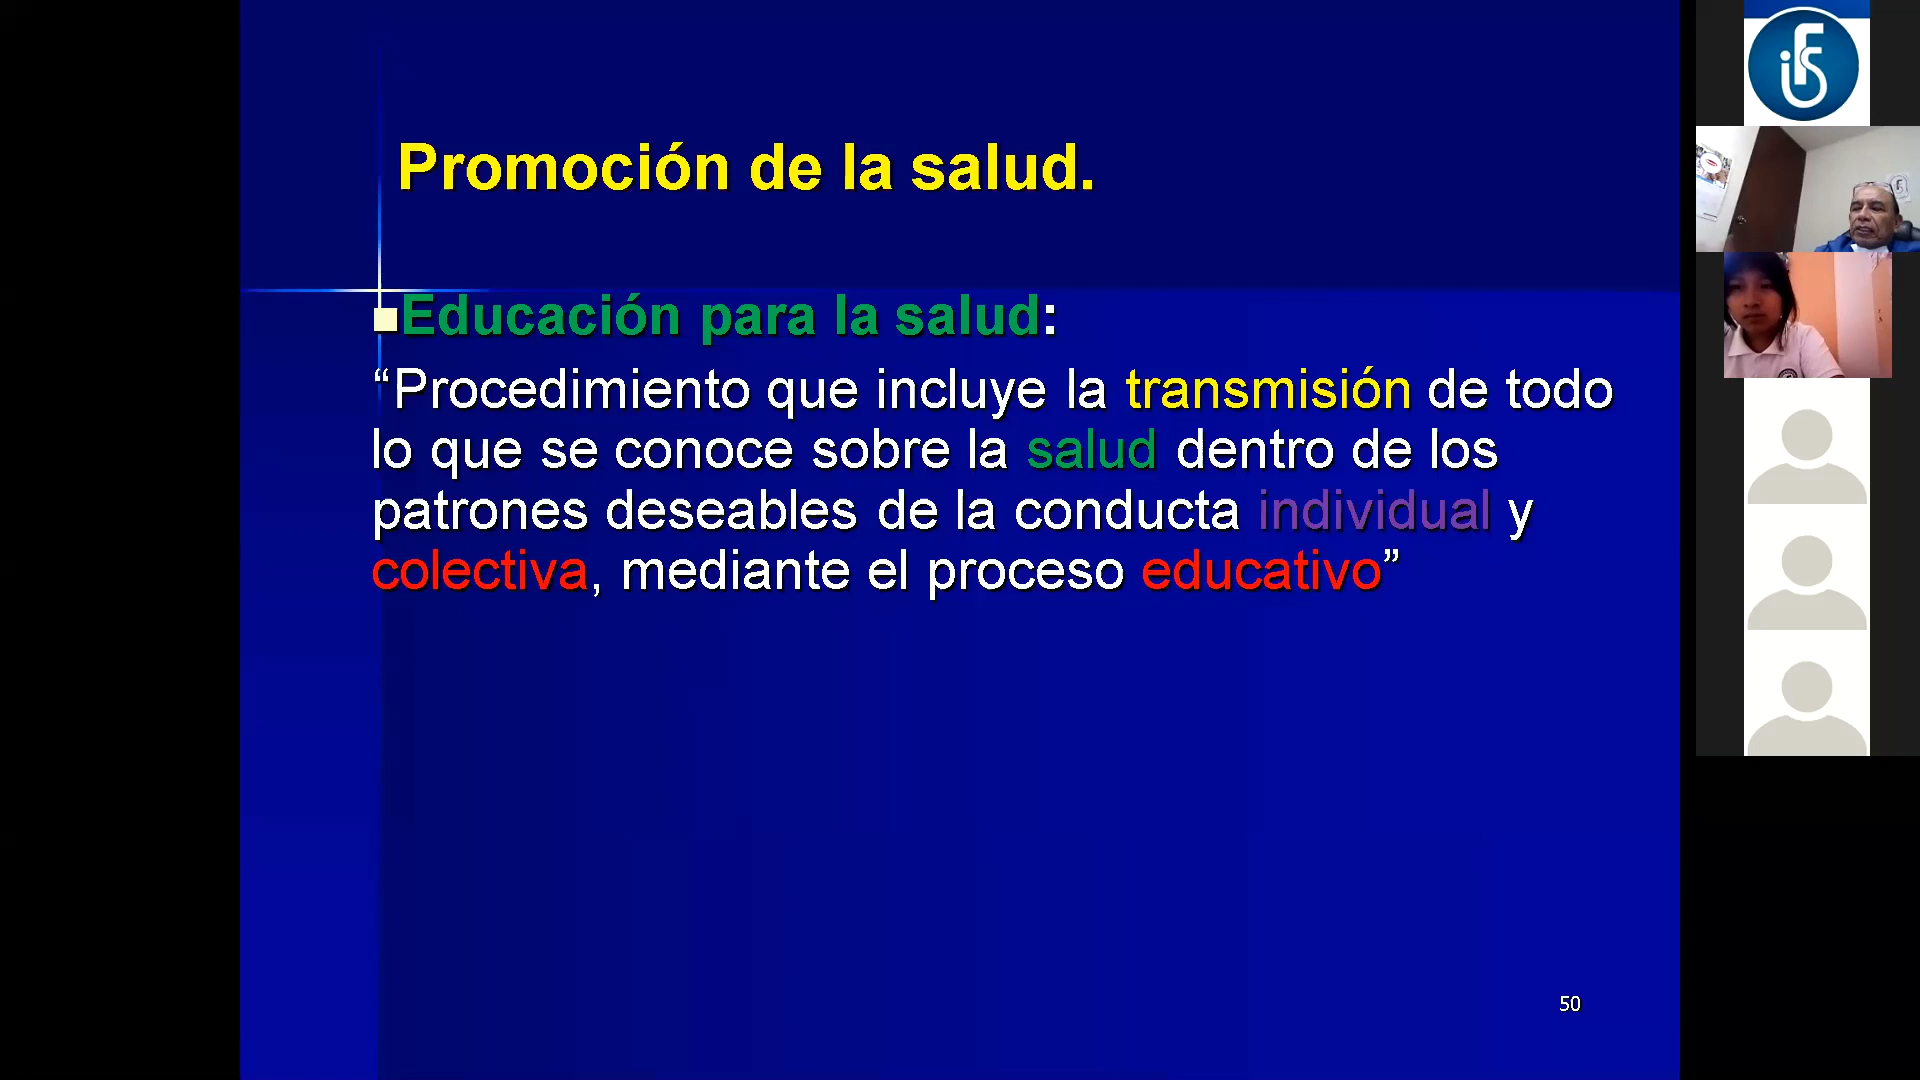 Promoción de la salud.
Educación para la salud:
“Procedimiento que incluye la transmisión de todo
lo que se conoce sobre la salud dentro de los
patrones deseables de la conducta individual y
colectiva, mediante el proceso educativo”
50